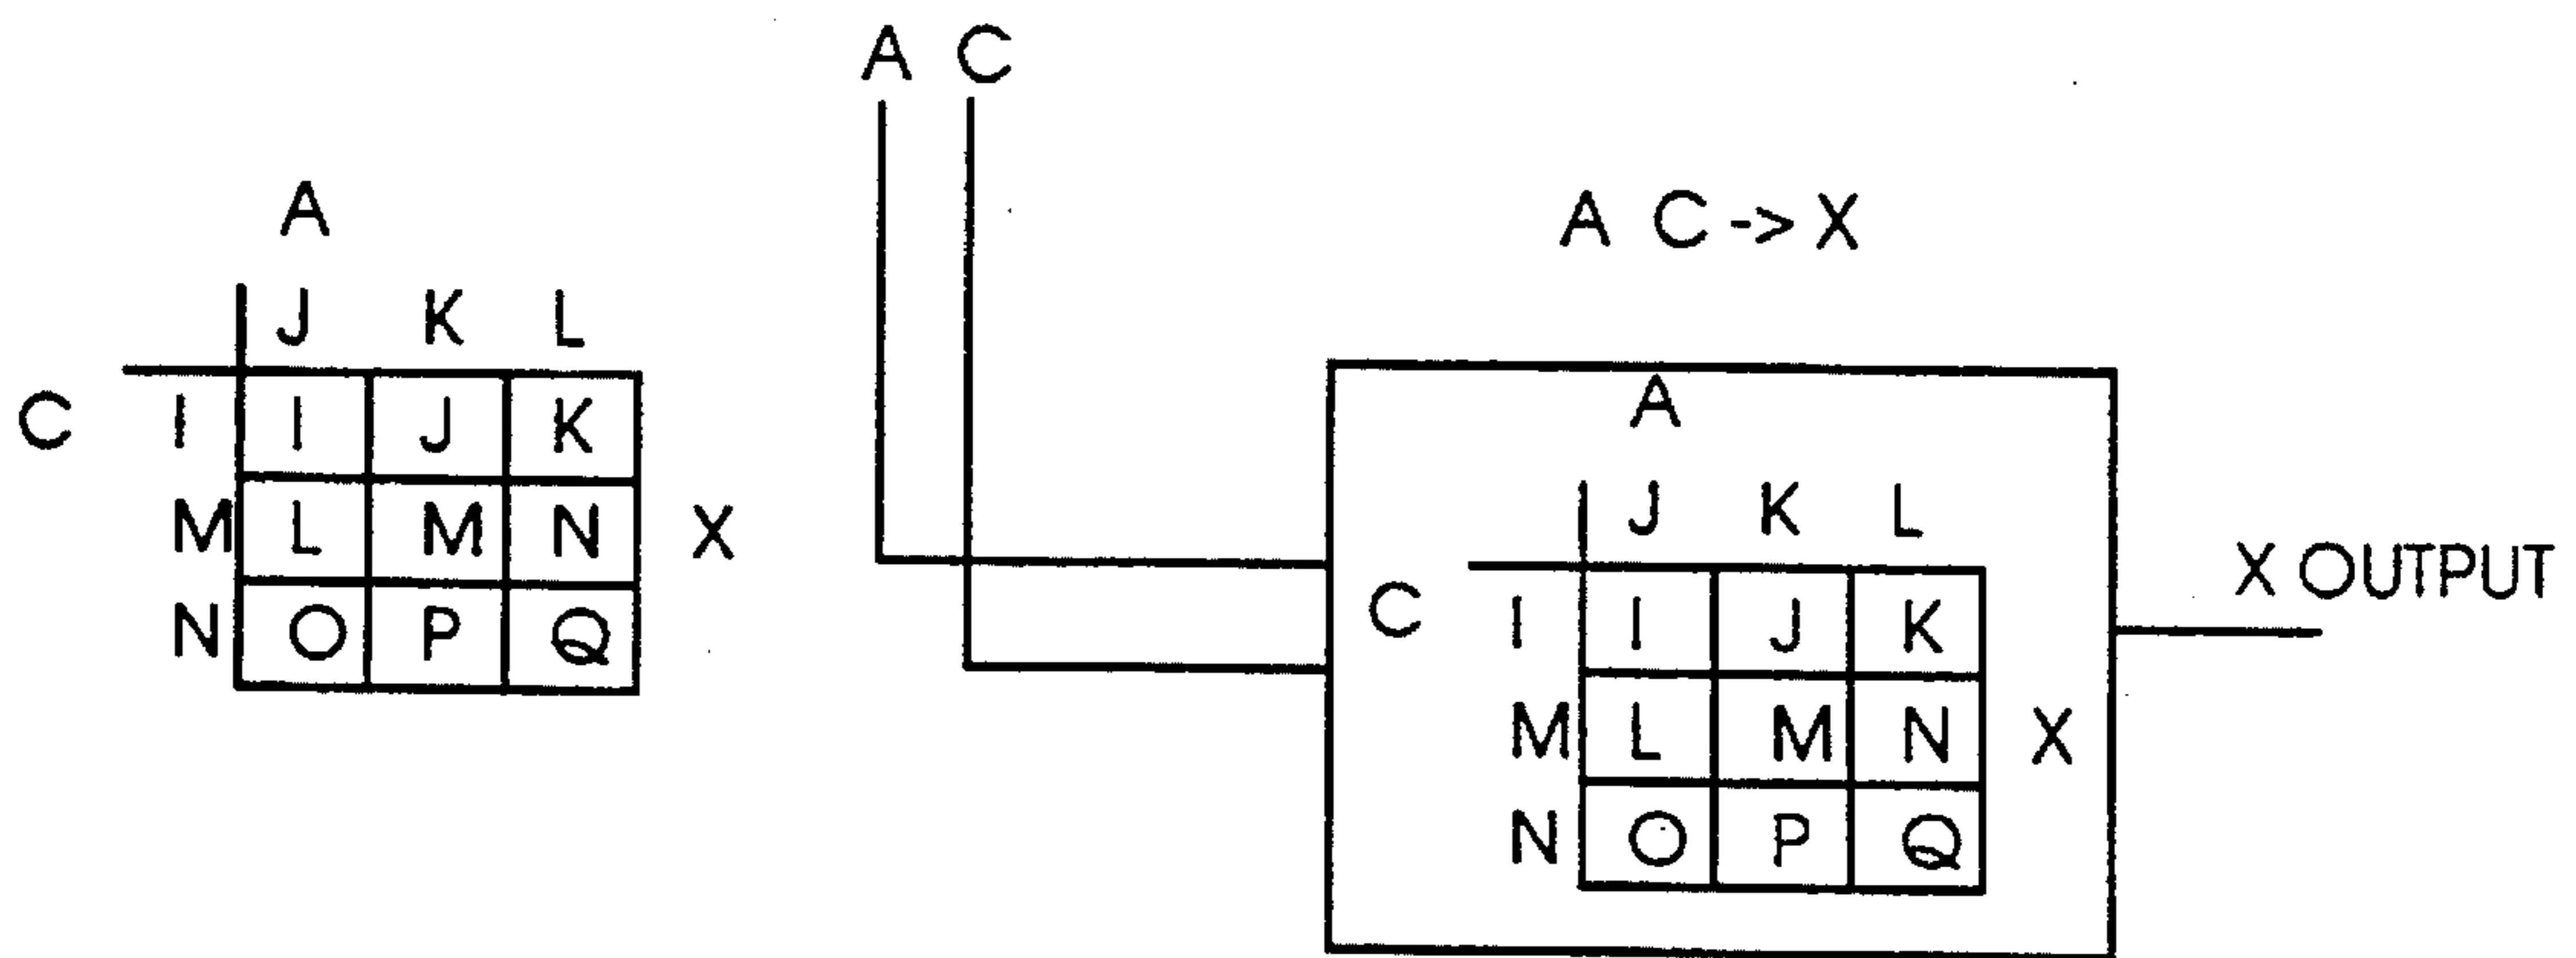 A C
A
A C -> X
J K L
C I I J K
M L M N X
N O P Q
A
J K L
C I I J K
M L M N X
N O P Q
X OUTPUT